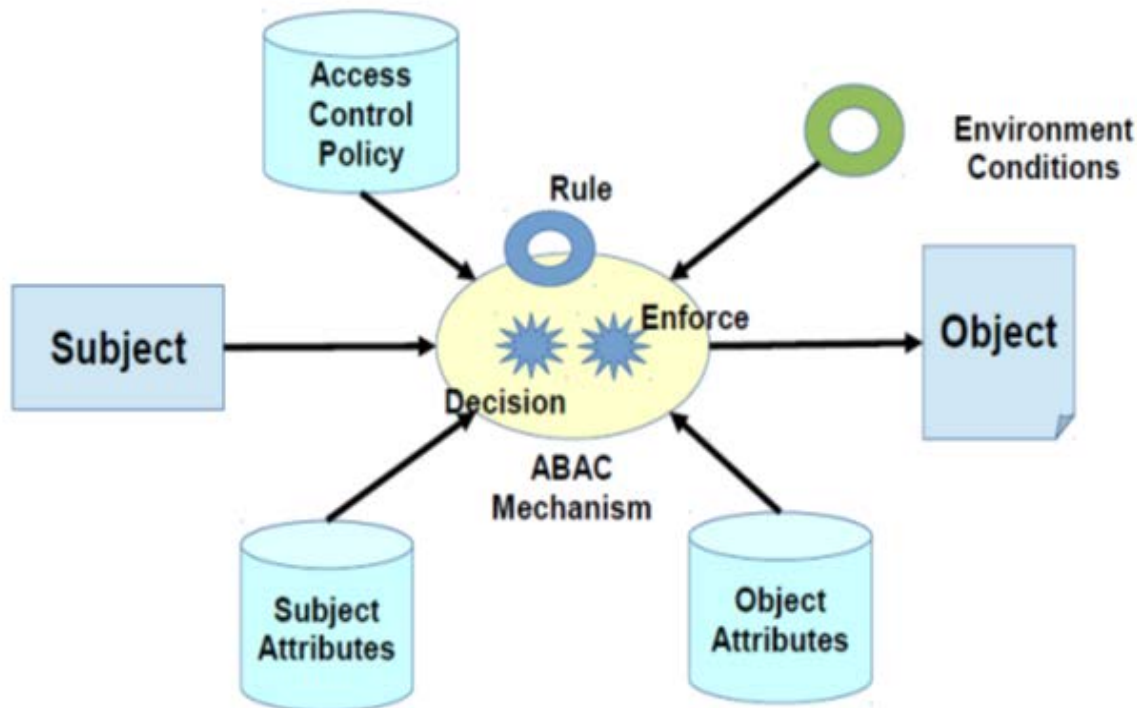 Access
Control
Policy
Environment
Conditions
Rule
Subject
Enforce
Object
Decision
ABAC
Mechanism
Subject
Attributes
Object
Attributes